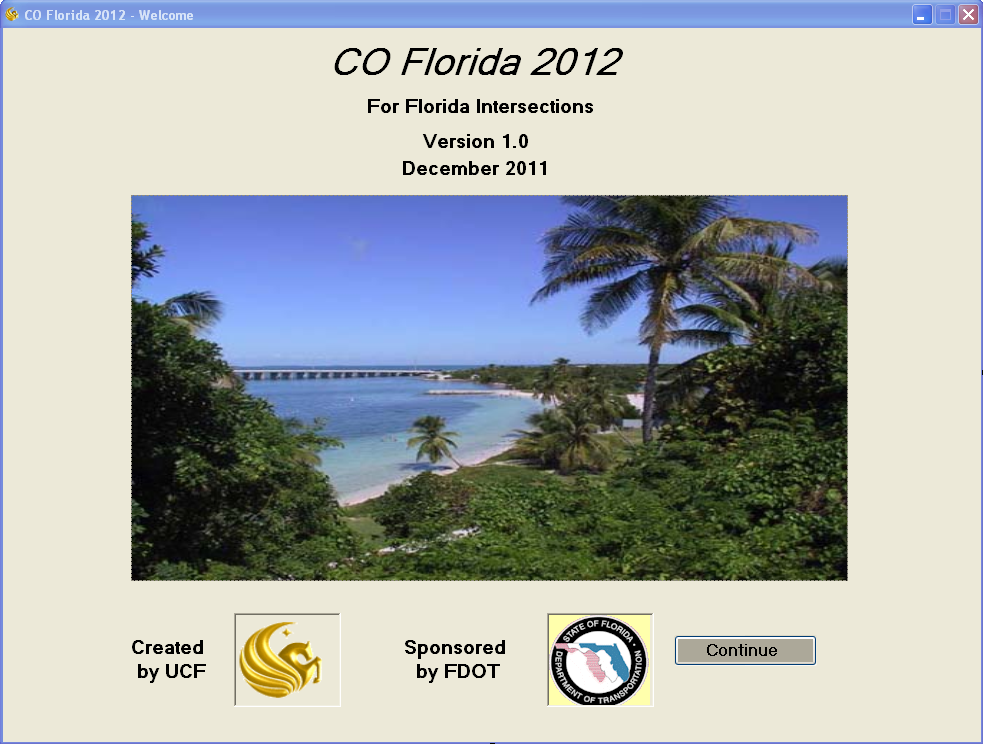 CO Florida 2012 - Welcome
CO Florida 2012
For Florida Intersections
Version 1.0
December 2011
Created
by UCF
Sponsored
by FDOT
STATE OF FLORIDA
DEPARTMENT OF TRANSPORTATION
Continue